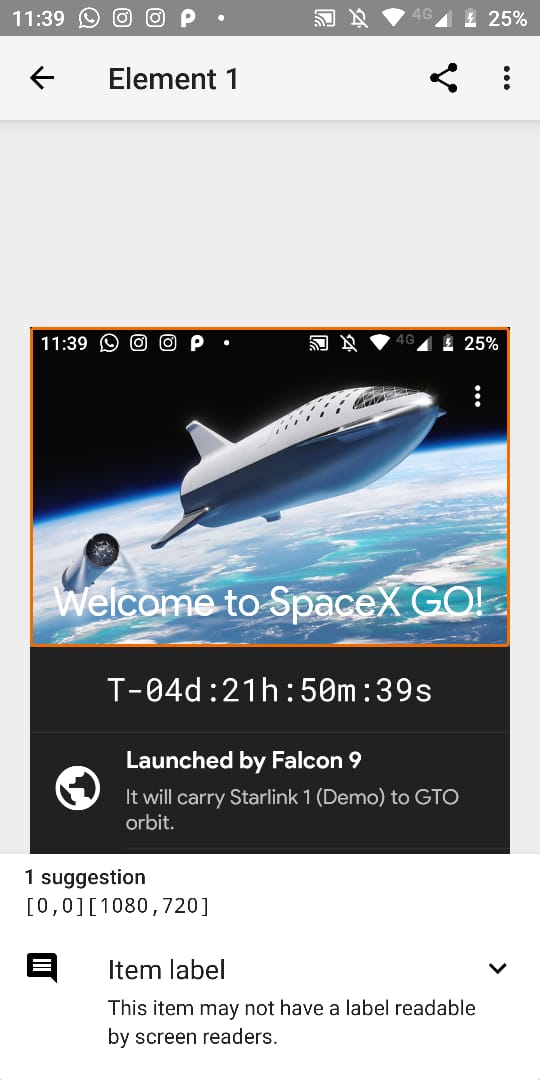 11:39
4G
25%
Element 1
11:39
4G
25%
Welcome to SpaceX GO!
T-04d:21h:50m:39s
Launched by Falcon 9
It will carry Starlink 1 (Demo) to GTO
orbit.
1 suggestion
[0,0][1080,720]
Item label
This item may not have a label readable
by screen readers.